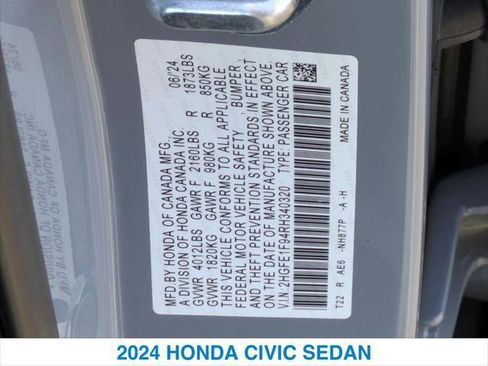 MFD BY HONDA OF CANADA MFG. 06/24
A DIVISION OF HONDA CANADA INC.
GVWR 4012LBS GAWR F 2160LBS R 1873LBS
GVWR 1820KG GAWR F 980KG R 850KG
THIS VEHICLE CONFORMS TO ALL APPLICABLE
FEDERAL MOTOR VEHICLE SAFETY, BUMPER,
AND THEFT PREVENTION STANDARDS IN EFFECT
ON THE DATE OF MANUFACTURE SHOWN ABOVE.
V.I.N. 2HGFE1F94RH340320 TYPE: PASSENGER CAR
T22 R AE6 -NH877P -A -H MADE IN CANADA
2024 HONDA CIVIC SEDAN